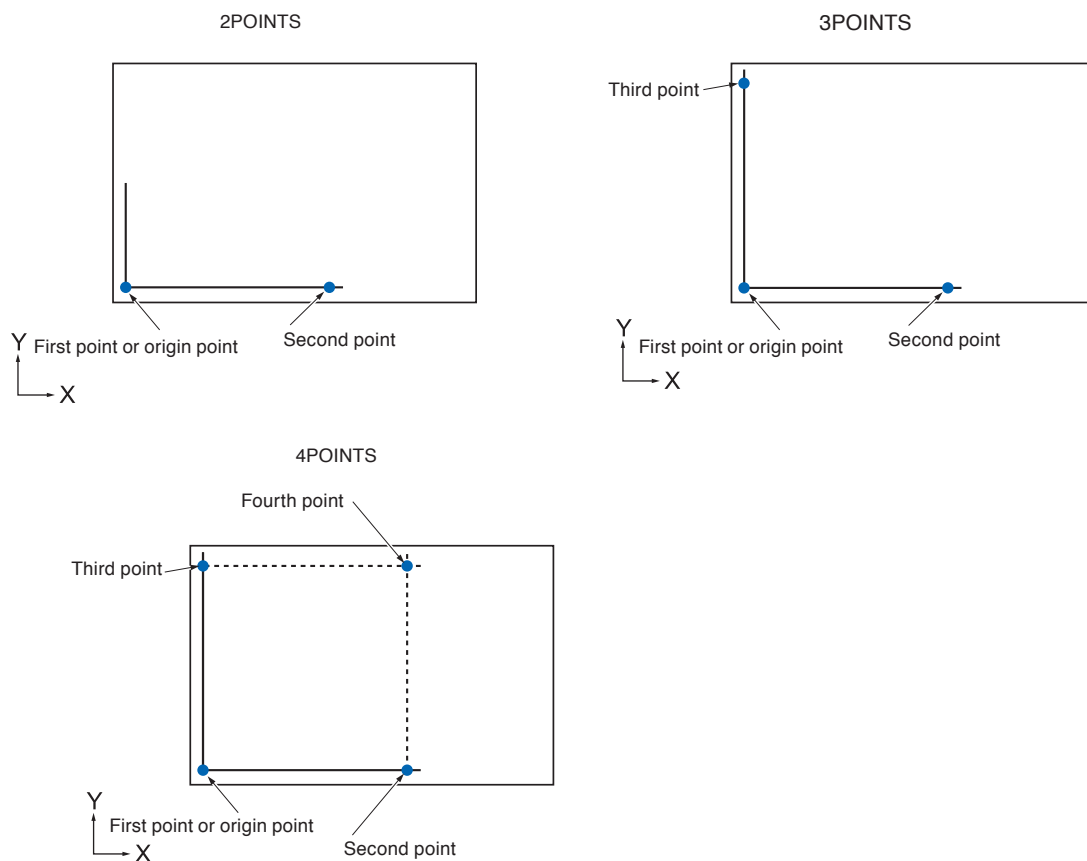 2POINTS
First point or origin point
Second point
Y
X
3POINTS
Third point
First point or origin point
Second point
Y
X
4POINTS
Fourth point
Third point
First point or origin point
Second point
Y
X